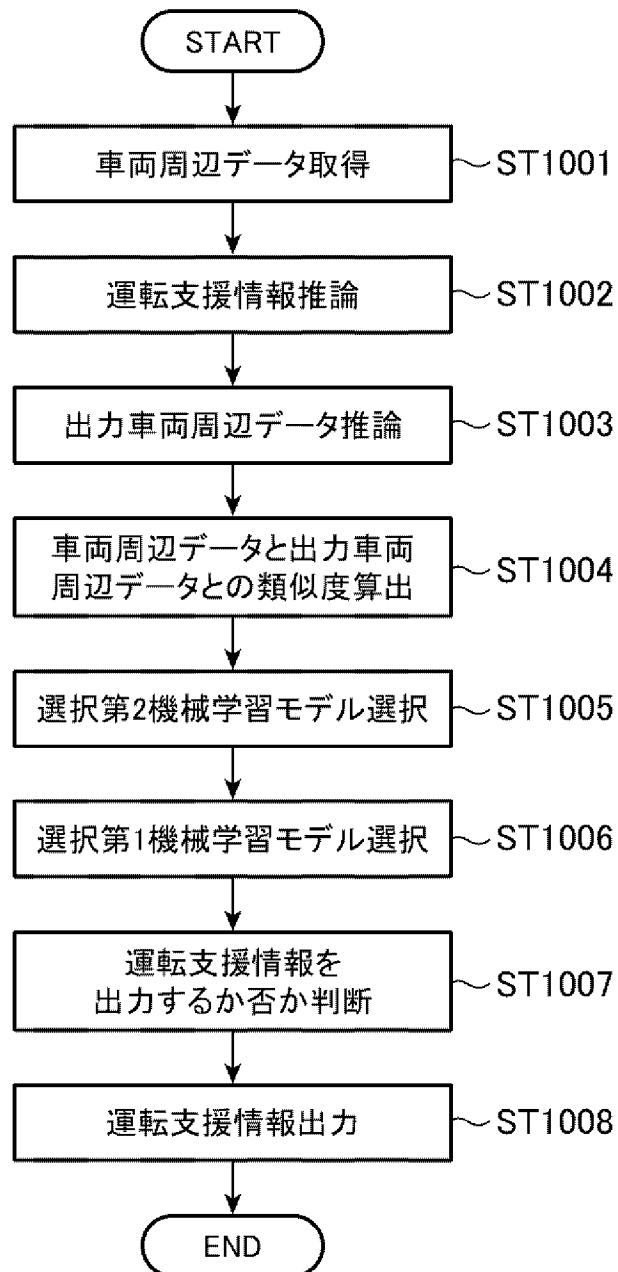 START
車両周辺データ取得
ST1001
運転支援情報推論
ST1002
出力車両周辺データ推論
ST1003
車両周辺データと出力車両
周辺データとの類似度算出
ST1004
選択第2機械学習モデル選択
ST1005
選択第1機械学習モデル選択
ST1006
運転支援情報を
出力するか否か判断
ST1007
運転支援情報出力
ST1008
END